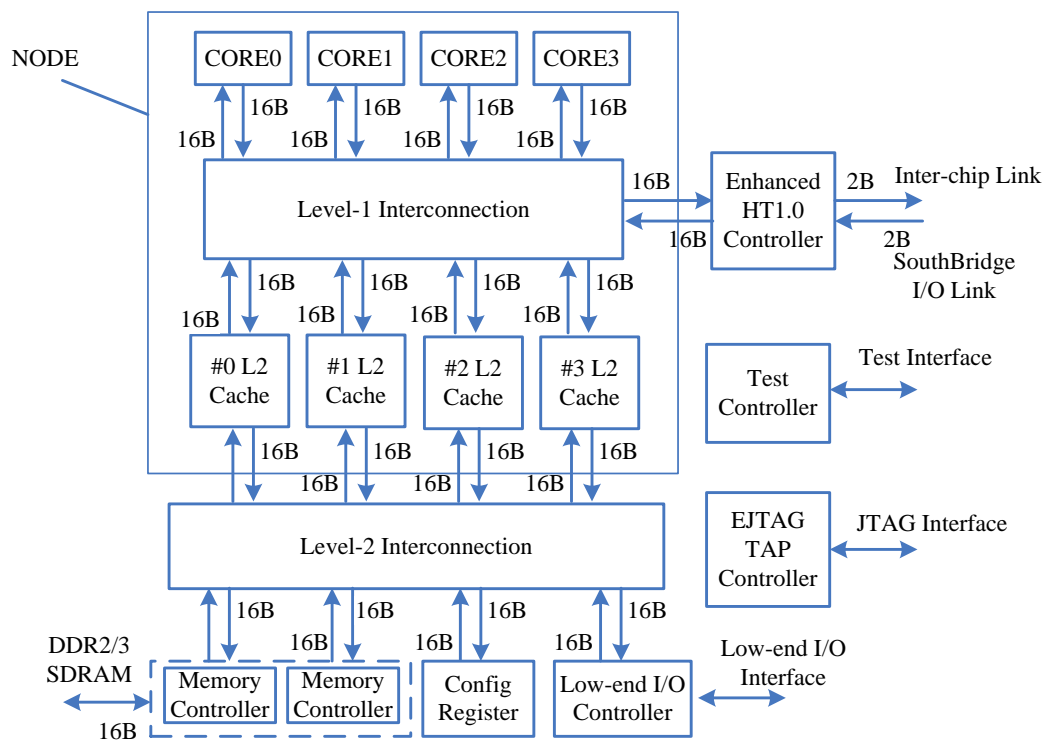 NODE
CORE0
CORE1
CORE2
CORE3
16B
16B
16B
16B
16B
16B
16B
16B
Level-1 Interconnection
16B
16B
Enhanced
HT1.0
Controller
2B
2B
Inter-chip Link
SouthBridge
I/O Link
16B
16B
16B
16B
16B
16B
16B
16B
#0 L2
Cache
#1 L2
Cache
#2 L2
Cache
#3 L2
Cache
Test
Controller
Test Interface
16B
16B
16B
16B
16B
16B
16B
Level-2 Interconnection
EJTAG
TAP
Controller
JTAG Interface
16B
16B
16B
16B
16B
16B
16B
DDR2/3
SDRAM
16B
Memory
Controller
Memory
Controller
Config
Register
Low-end I/O
Controller
Low-end I/O
Interface